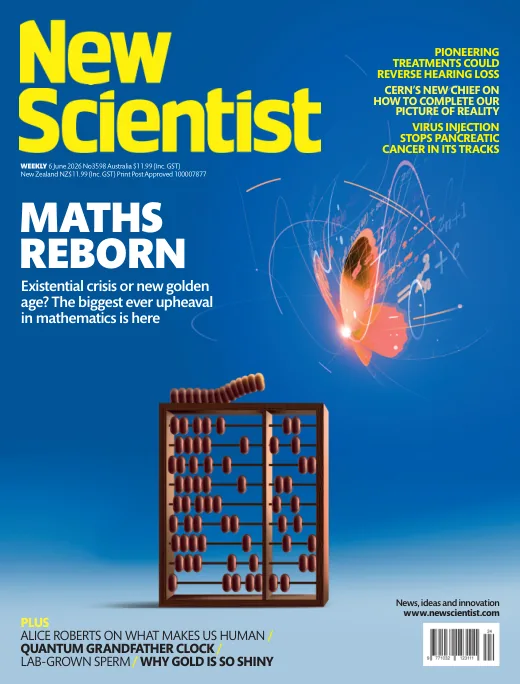 New
Scientist
WEEKLY 6 June 2026 No3598 Australia $11.99 (Inc. GST)
New Zealand NZ$11.99 (Inc. GST) Print Post Approved 100007877
PIONEERING
TREATMENTS COULD
REVERSE HEARING LOSS
CERN'S NEW CHIEF ON
HOW TO COMPLETE OUR
PICTURE OF REALITY
VIRUS INJECTION
STOPS PANCREATIC
CANCER IN ITS TRACKS
MATHS
REBORN
Existential crisis or new golden
age? The biggest ever upheaval
in mathematics is here
News, ideas and innovation
www.newscientist.com
PLUS
ALICE ROBERTS ON WHAT MAKES US HUMAN /
QUANTUM GRANDFATHER CLOCK /
LAB-GROWN SPERM / WHY GOLD IS SO SHINY